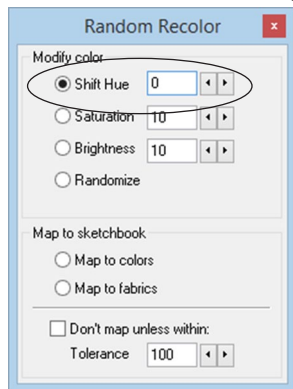 Random Recolor x
Modify color
Shift Hue 0
Saturation 10
Brightness 10
Randomize
Map to sketchbook
Map to colors
Map to fabrics
Don't map unless within:
Tolerance 100